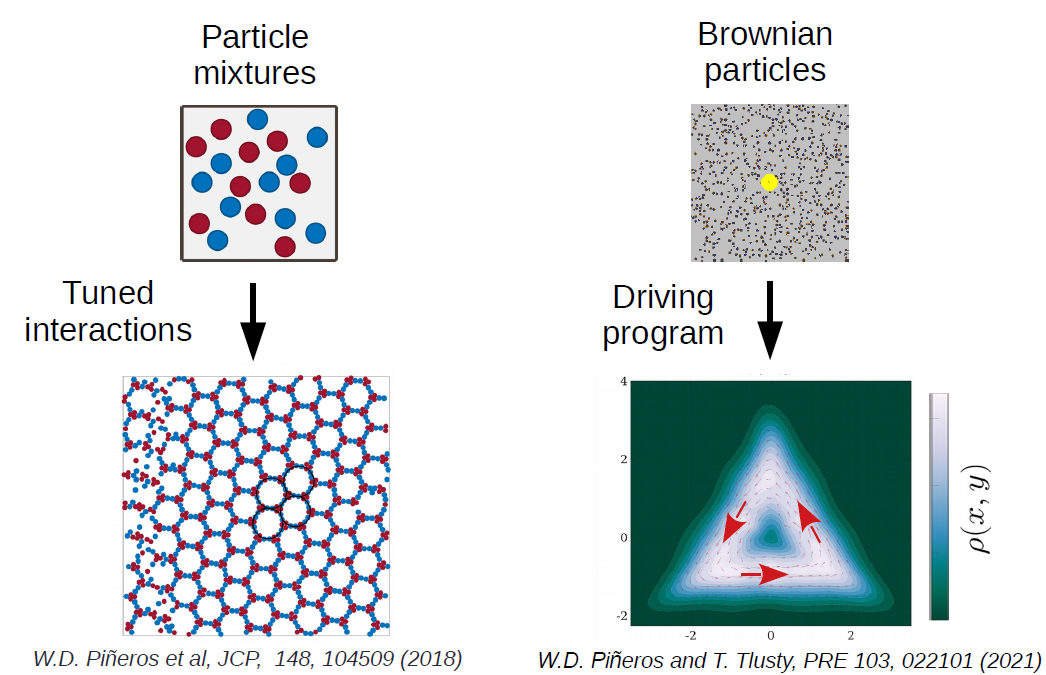 Particle
mixtures
Tuned
interactions
W.D. Piñeros et al, JCP, 148, 104509 (2018)
Brownian
particles
Driving
program
4
2
0
-2
-2 0 2
ρ(x, y)
W.D. Piñeros and T. Tlusty, PRE 103, 022101 (2021)